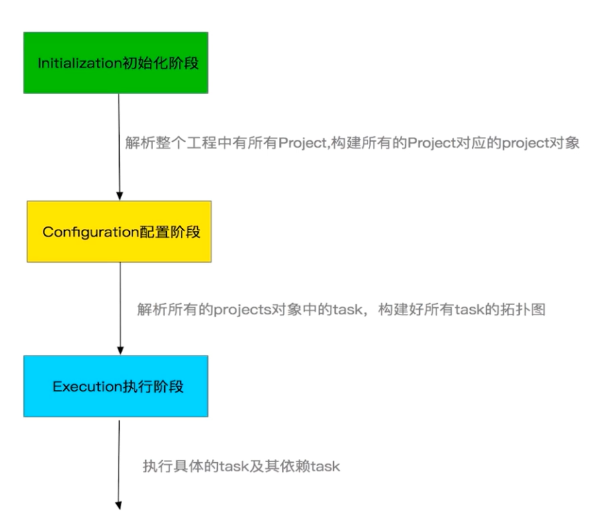 Initialization初始化阶段
解析整个工程中有所有Project,构建所有的Project对应的project对象
Configuration配置阶段
解析所有的projects对象中的task，构建好所有task的拓扑图
Execution执行阶段
执行具体的task及其依赖task